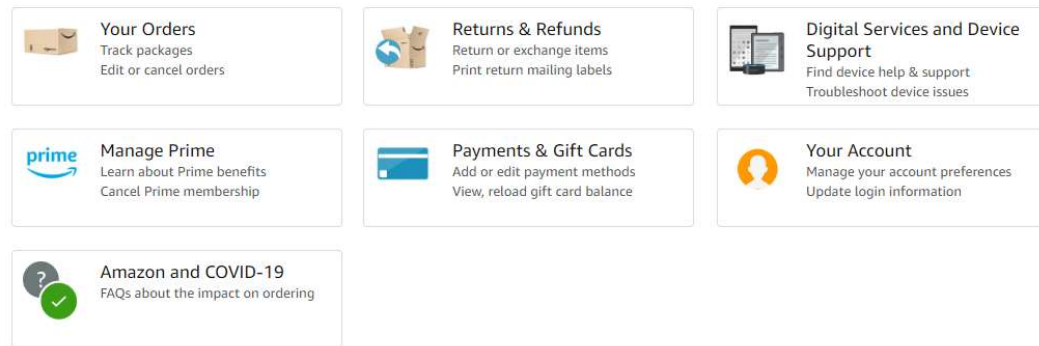 Your Orders
Track packages
Edit or cancel orders
Returns & Refunds
Return or exchange items
Print return mailing labels
Digital Services and Device
Support
Find device help & support
Troubleshoot device issues
prime
Manage Prime
Learn about Prime benefits
Cancel Prime membership
Payments & Gift Cards
Add or edit payment methods
View, reload gift card balance
Your Account
Manage your account preferences
Update login information
?
Amazon and COVID-19
FAQs about the impact on ordering